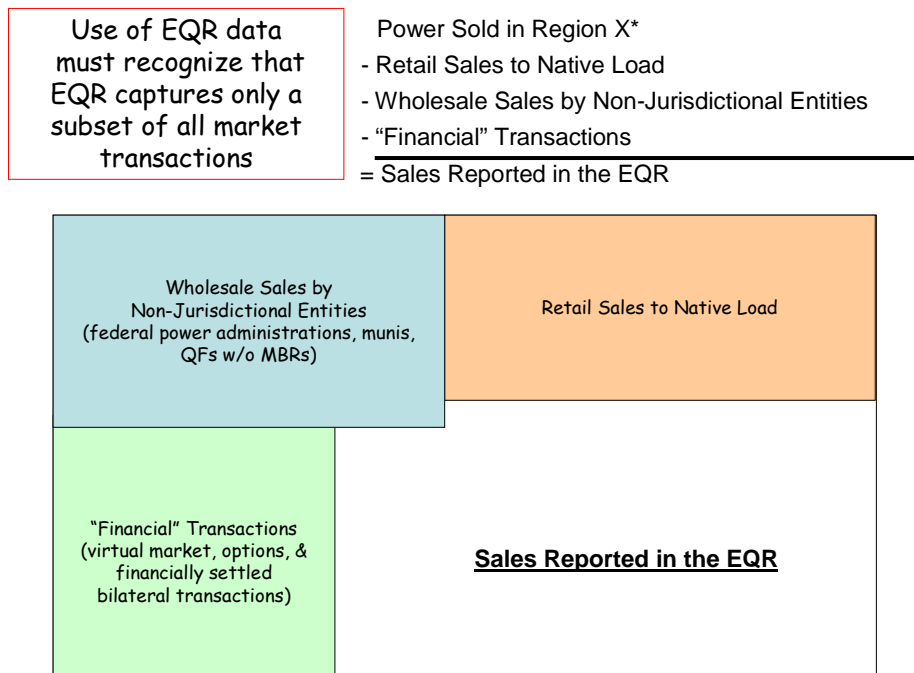 Use of EQR data
must recognize that
EQR captures only a
subset of all market
transactions
Power Sold in Region X*
- Retail Sales to Native Load
- Wholesale Sales by Non-Jurisdictional Entities
- “Financial” Transactions
= Sales Reported in the EQR
Wholesale Sales by
Non-Jurisdictional Entities
(federal power administrations, munis,
QFs w/o MBRs)
Retail Sales to Native Load
“Financial” Transactions
(virtual market, options, &
financially settled
bilateral transactions)
Sales Reported in the EQR